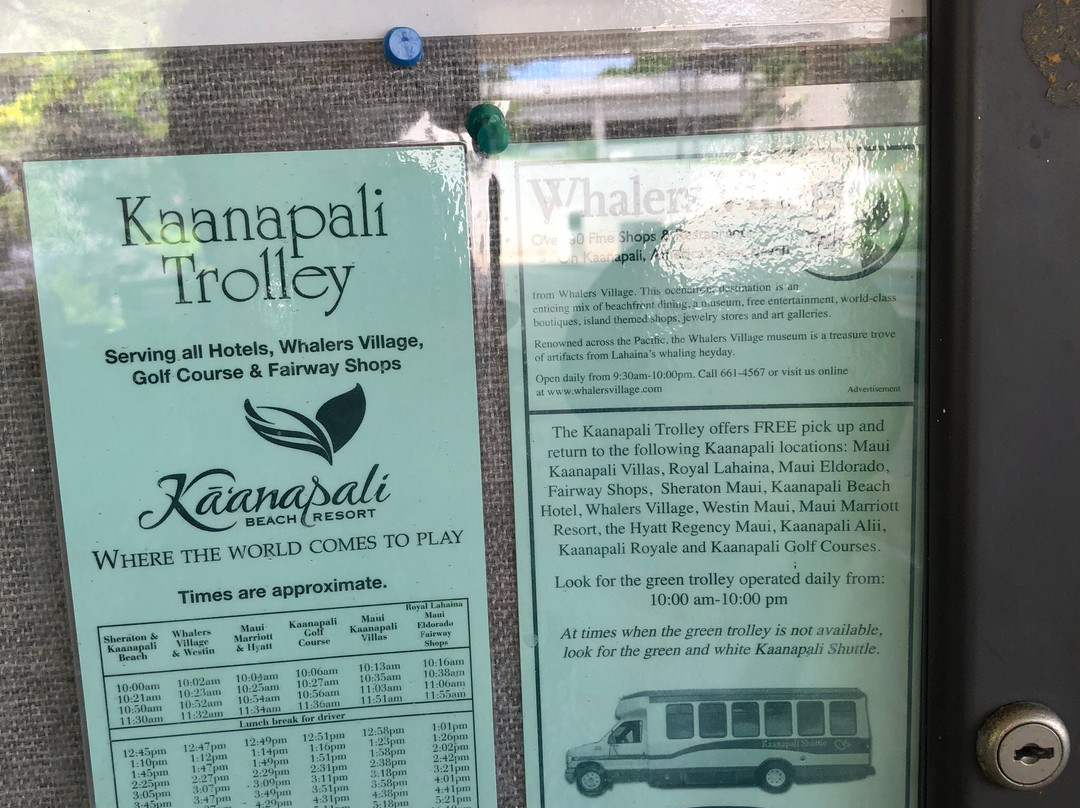 Kaanapali
Trolley
Serving all Hotels, Whalers Village,
Golf Course & Fairway Shops
Kāanapali
BEACH RESORT
WHERE THE WORLD COMES TO PLAY
Times are approximate.
Sheraton & Kaanapali Beach
Whalers Village & Westin
Maui Marriott & Hyatt
Kaanapali Golf Course
Maui Kaanapali Villas
Royal Lahaina Maui Eldorado Fairway Shops
10:00am 10:02am 10:04am 10:06am 10:13am 10:16am
10:21am 10:23am 10:25am 10:27am 10:35am 10:38am
10:50am 10:52am 10:54am 10:56am 11:03am 11:06am
11:30am 11:32am 11:34am 11:36am 11:51am 11:55am
Lunch break for driver
12:45pm 12:47pm 12:49pm 12:51pm 12:58pm 1:01pm
1:10pm 1:12pm 1:14pm 1:16pm 1:23pm 1:26pm
1:45pm 1:47pm 1:49pm 1:51pm 1:58pm 2:02pm
2:25pm 2:27pm 2:29pm 2:31pm 2:38pm 2:42pm
3:05pm 3:07pm 3:09pm 3:11pm 3:18pm 3:21pm
3:45pm 3:47pm 3:49pm 3:51pm 3:58pm 4:01pm
4:29pm 4:31pm 4:38pm 4:41pm
5:18pm 5:21pm
Whalers
Fine Shops &
Kaanapali,
from Whalers Village. This oceanfront destination is an
enticing mix of beachfront dining, a museum, free entertainment, world-class
boutiques, island themed shops, jewelry stores and art galleries.
Renowned across the Pacific, the Whalers Village museum is a treasure trove
of artifacts from Lahaina's whaling heyday.
Open daily from 9:30am-10:00pm. Call 661-4567 or visit us online
at www.whalersvillage.com
Advertisement
The Kaanapali Trolley offers FREE pick up and
return to the following Kaanapali locations: Maui
Kaanapali Villas, Royal Lahaina, Maui Eldorado,
Fairway Shops, Sheraton Maui, Kaanapali Beach
Hotel, Whalers Village, Westin Maui, Maui Marriott
Resort, the Hyatt Regency Maui, Kaanapali Alii,
Kaanapali Royale and Kaanapali Golf Courses.
Look for the green trolley operated daily from:
10:00 am-10:00 pm
At times when the green trolley is not available,
look for the green and white Kaanapali Shuttle.
Kaanapali Shuttle